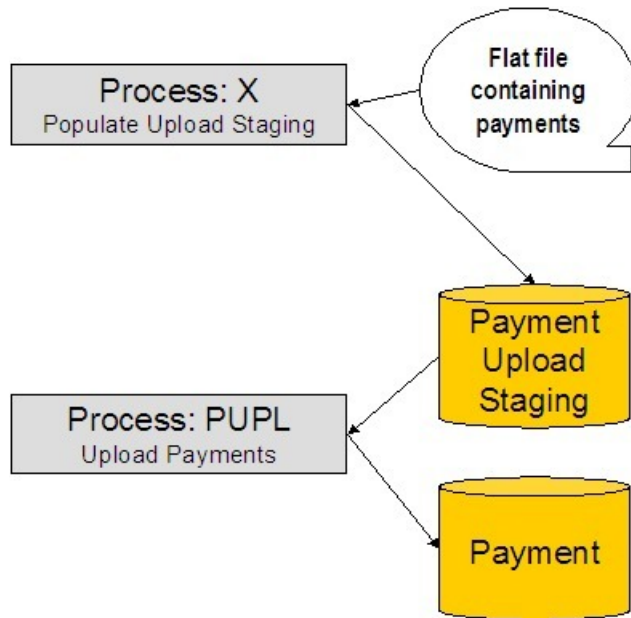 Process: X
Populate Upload Staging
Flat file
containing
payments
Payment
Upload
Staging
Process: PUPL
Upload Payments
Payment